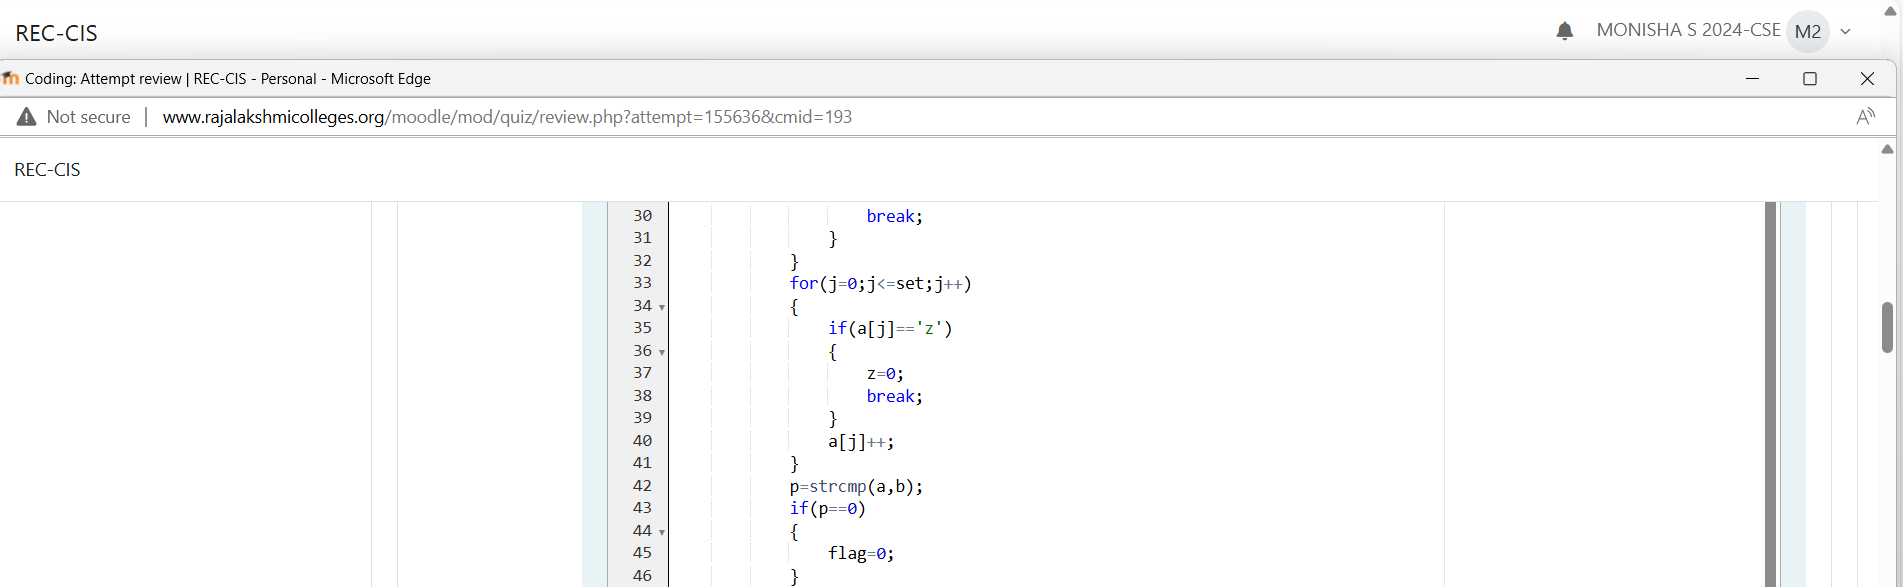 REC-CIS
MONISHA S 2024-CSE M2
Coding: Attempt review | REC-CIS - Personal - Microsoft Edge
Not secure | www.rajalakshmicolleges.org/moodle/mod/quiz/review.php?attempt=155636&cmid=193
REC-CIS
30 break;
31 }
32 }
33 for(j=0;j<=set;j++)
34 {
35 if(a[j]=='z')
36 {
37 z=0;
38 break;
39 }
40 a[j]++;
41 }
42 p=strcmp(a,b);
43 if(p==0)
44 {
45 flag=0;
46 }